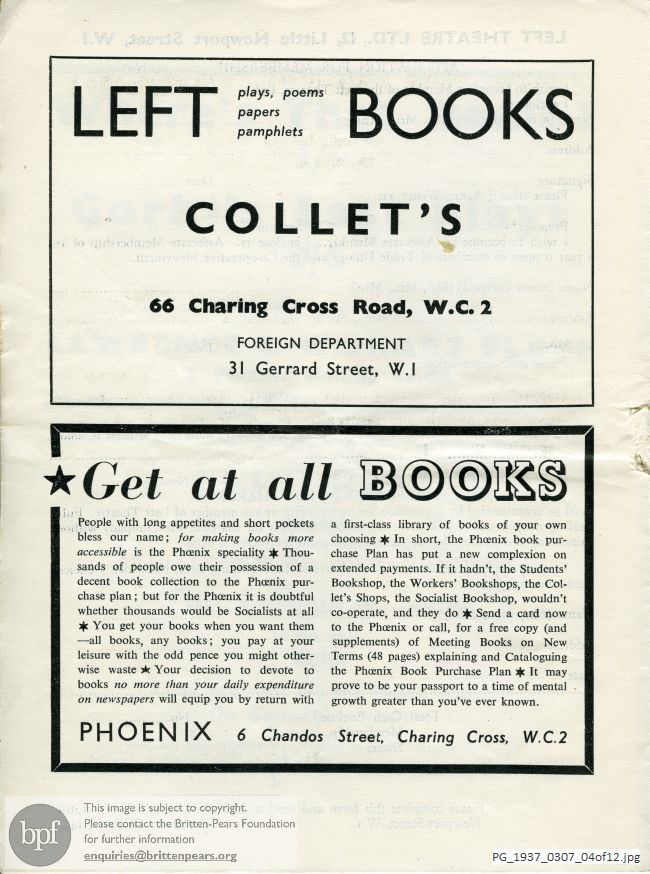 LEFT plays, poems BOOKS
papers
pamphlets
COLLET'S
66 Charing Cross Road, W.C. 2
FOREIGN DEPARTMENT
31 Gerrard Street, W.1
★ Get at all BOOKS
People with long appetites and short pockets
bless our name; for making books more
accessible is the Phœnix speciality ★ Thou-
sands of people owe their possession of a
decent book collection to the Phœnix pur-
chase plan; but for the Phœnix it is doubtful
whether thousands would be Socialists at all
★ You get your books when you want them
—all books, any books; you pay at your
leisure with the odd pence you might other-
wise waste ★ Your decision to devote to
books no more than your daily expenditure
on newspapers will equip you by return with
a first-class library of books of your own
choosing ★ In short, the Phœnix book pur-
chase Plan has put a new complexion on
extended payments. If it hadn't, the Students'
Bookshop, the Workers' Bookshops, the Col-
let's Shops, the Socialist Bookshop, wouldn't
co-operate, and they do ★ Send a card now
to the Phœnix or call, for a free copy (and
supplements) of Meeting Books on New
Terms (48 pages) explaining and Cataloguing
the Phœnix Book Purchase Plan ★ It may
prove to be your passport to a time of mental
growth greater than you've ever known.
PHOENIX 6 Chandos Street, Charing Cross, W.C.2
bpf
This image is subject to copyright.
Please contact the Britten-Pears Foundation
for further information
enquiries@brittenpears.org
PG_1937_0307_04of12.jpg